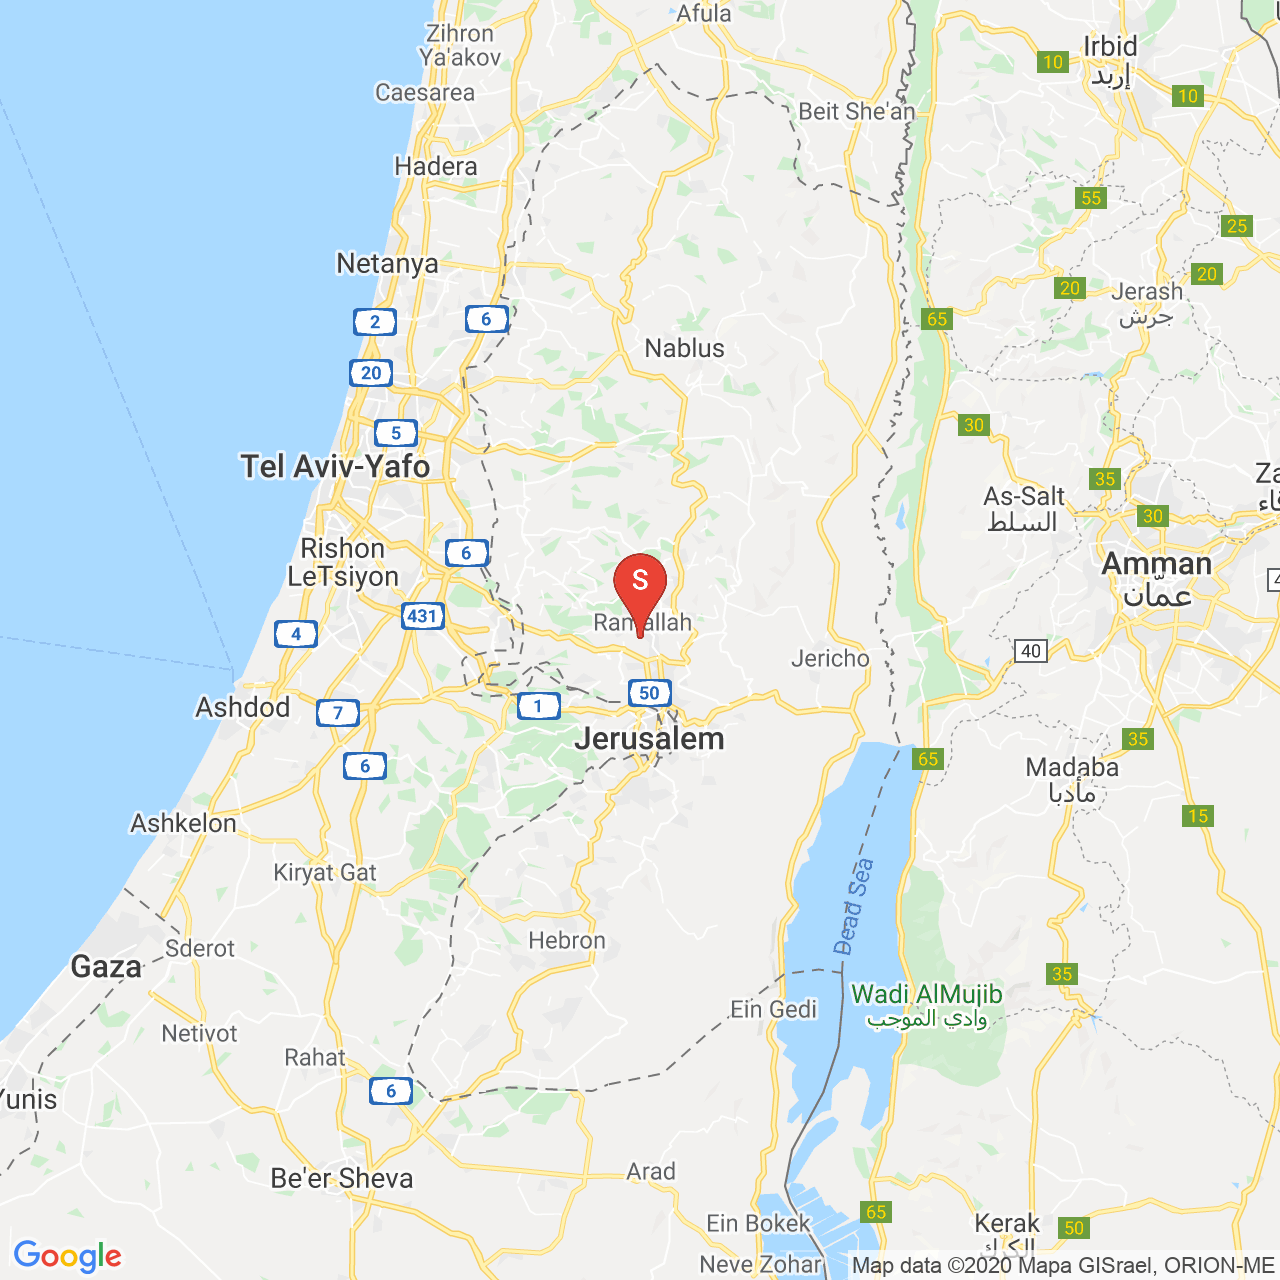 Afula
Zihron
Ya'akov
Irbid
إربد
10
Caesarea
10
Beit She'an
Hadera
55
25
Netanya
20
20
Jerash
جرش
2
6
65
Nablus
20
30
5
Tel Aviv-Yafo
35
As-Salt
السلط
30
Rishon
LeTsiyon
6
S
Amman
عمّان
431
Ramallah
4
40
Jericho
50
Ashdod
7
1
Jerusalem
35
6
65
Madaba
مأدبا
15
Ashkelon
Kiryat Gat
Dead Sea
Hebron
Sderot
Gaza
35
Wadi AlMujib
وادي الموجب
Ein Gedi
Netivot
Rahat
6
Yunis
Be'er Sheva
Arad
65
Ein Bokek
Kerak
الكرك
50
Neve Zohar
Google
Map data ©2020 Mapa GISrael, ORION-ME